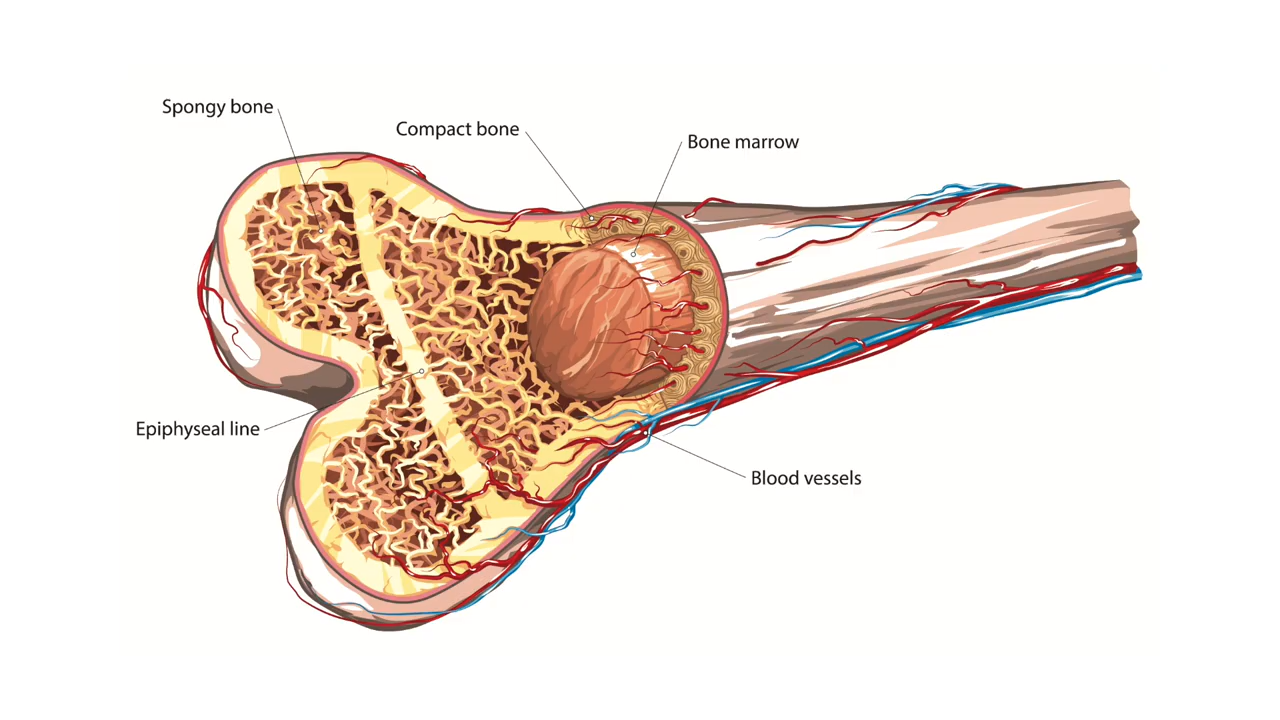 Spongy bone
Compact bone
Bone marrow
Epiphyseal line
Blood vessels